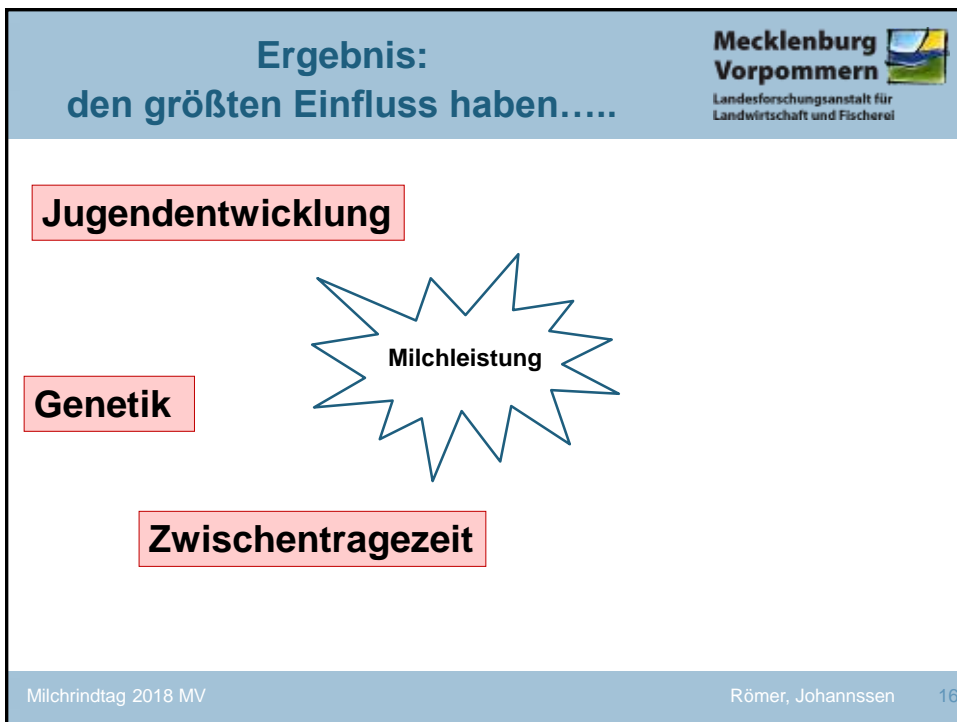 Ergebnis:
den größten Einfluss haben…..
Mecklenburg
Vorpommern
Landesforschungsanstalt für
Landwirtschaft und Fischerei
Jugendentwicklung
Milchleistung
Genetik
Zwischentragezeit
Milchrindtag 2018 MV
Römer, Johannssen
16